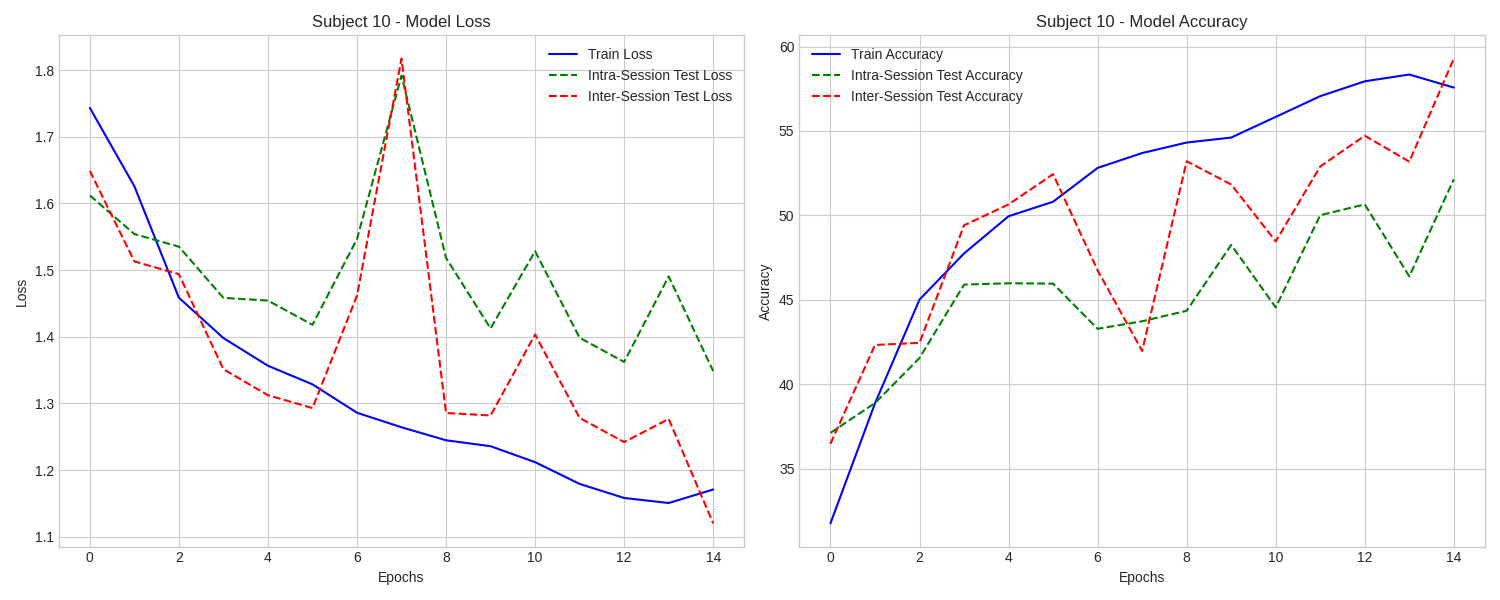 Subject 10 - Model Loss
Train Loss
Intra-Session Test Loss
Inter-Session Test Loss
Loss
1.8
1.7
1.6
1.5
1.4
1.3
1.2
1.1
0 2 4 6 8 10 12 14
Epochs
Subject 10 - Model Accuracy
Train Accuracy
Intra-Session Test Accuracy
Inter-Session Test Accuracy
Accuracy
60
55
50
45
40
35
0 2 4 6 8 10 12 14
Epochs